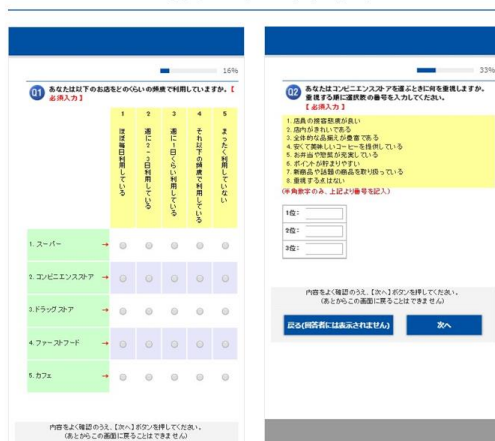 16%
Q1 あなたは以下のお店をどのくらいの頻度で利用していますか。【
必須入力】
1 2 3 4 5
ほぼ毎日利用している
週に2〜3日利用している
週に1日くらい利用している
それ以下の頻度で利用している
まったく利用していない
1. スーパー →
2. コンビニエンスストア →
3. ドラッグストア →
4. ファーストフード →
5. カフェ →
内容をよく確認のうえ、【次へ】ボタンを押してください。
(あとからこの画面に戻ることはできません)
33%
Q2 あなたはコンビニエンスストアを選ぶときに何を重視しますか。
重視する順に選択肢の番号を入力してください。
【必須入力】
1. 店員の接客態度が良い
2. 店内がきれいである
3. 全体的な品揃えが豊富である
4. 安くて美味しいコーヒーを提供している
5. お弁当や惣菜が充実している
6. ポイントが貯まりやすい
7. 新商品や話題の商品を取り扱っている
8. 重視する点はない
(半角数字のみ、上記より番号を記入)
1位:
2位:
3位:
内容をよく確認のうえ、【次へ】ボタンを押してください。
(あとからこの画面に戻ることはできません)
戻る(回答者には表示されません) 次へ